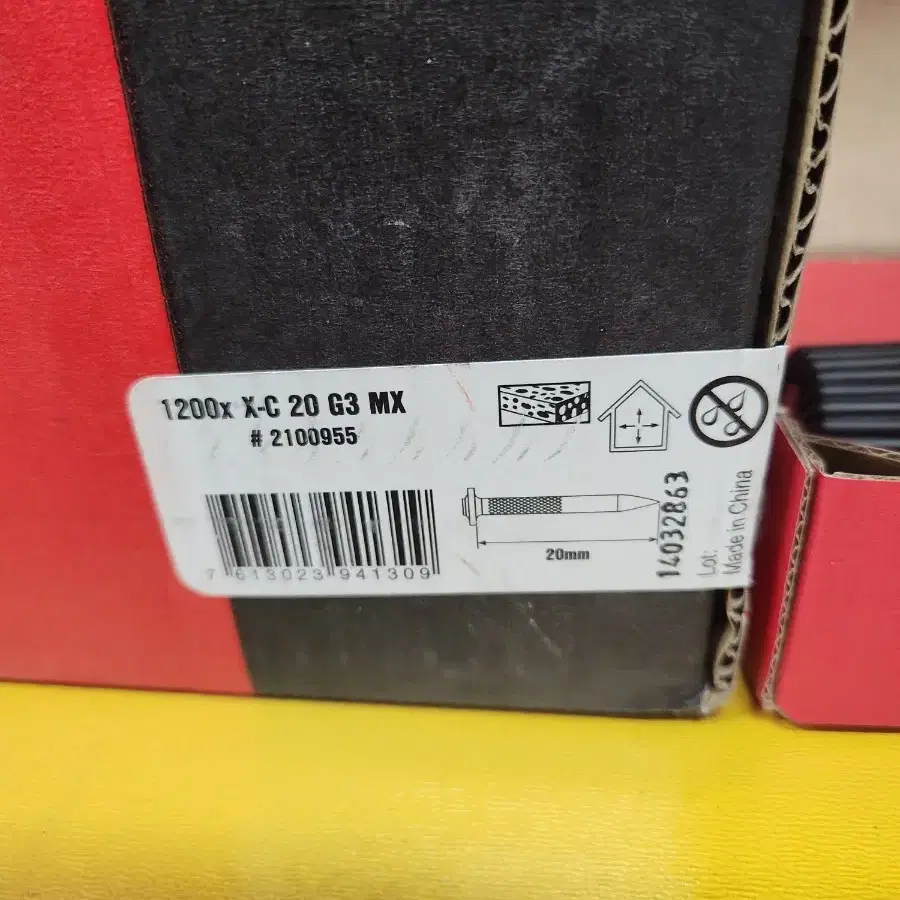 1200x X-C 20 G3 MX
# 2100955
7 613023 941309
20mm
14032863
Lot:
Made in China